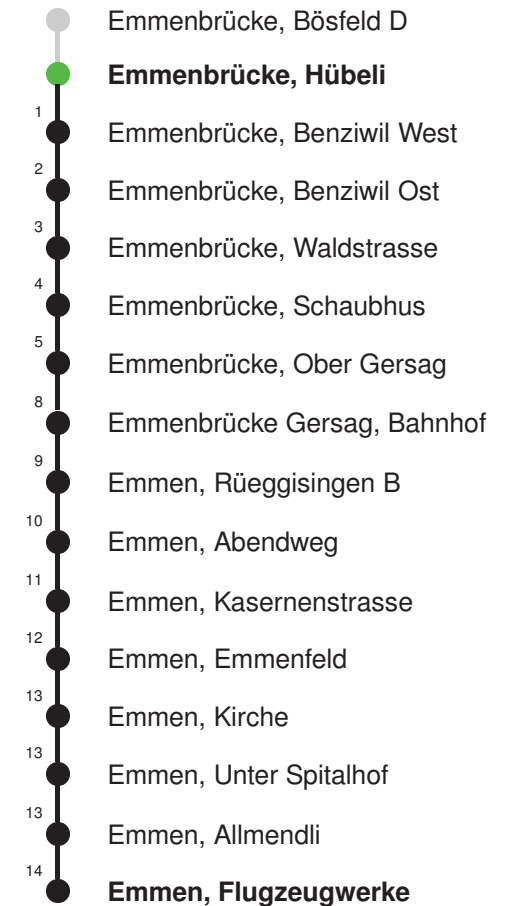 Emmenbrücke, Bösfeld D
Emmenbrücke, Hübeli
1 Emmenbrücke, Benziwil West
2 Emmenbrücke, Benziwil Ost
3 Emmenbrücke, Waldstrasse
4 Emmenbrücke, Schaubhus
5 Emmenbrücke, Ober Gersag
8 Emmenbrücke Gersag, Bahnhof
9 Emmen, Rüeggisingen B
10 Emmen, Abendweg
11 Emmen, Kasernenstrasse
12 Emmen, Emmenfeld
13 Emmen, Kirche
13 Emmen, Unter Spitalhof
13 Emmen, Allmendli
14 Emmen, Flugzeugwerke